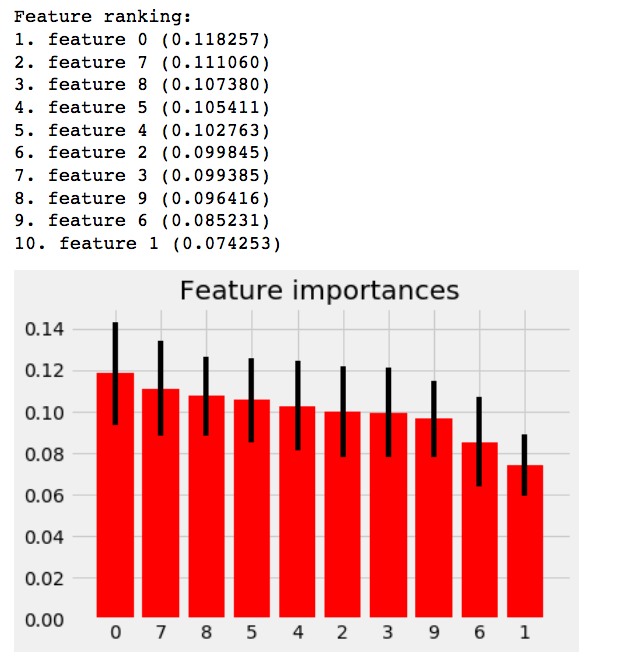 Feature ranking:
1. feature 0 (0.118257)
2. feature 7 (0.111060)
3. feature 8 (0.107380)
4. feature 5 (0.105411)
5. feature 4 (0.102763)
6. feature 2 (0.099845)
7. feature 3 (0.099385)
8. feature 9 (0.096416)
9. feature 6 (0.085231)
10. feature 1 (0.074253)
Feature importances
0.14
0.12
0.10
0.08
0.06
0.04
0.02
0.00
0 7 8 5 4 2 3 9 6 1